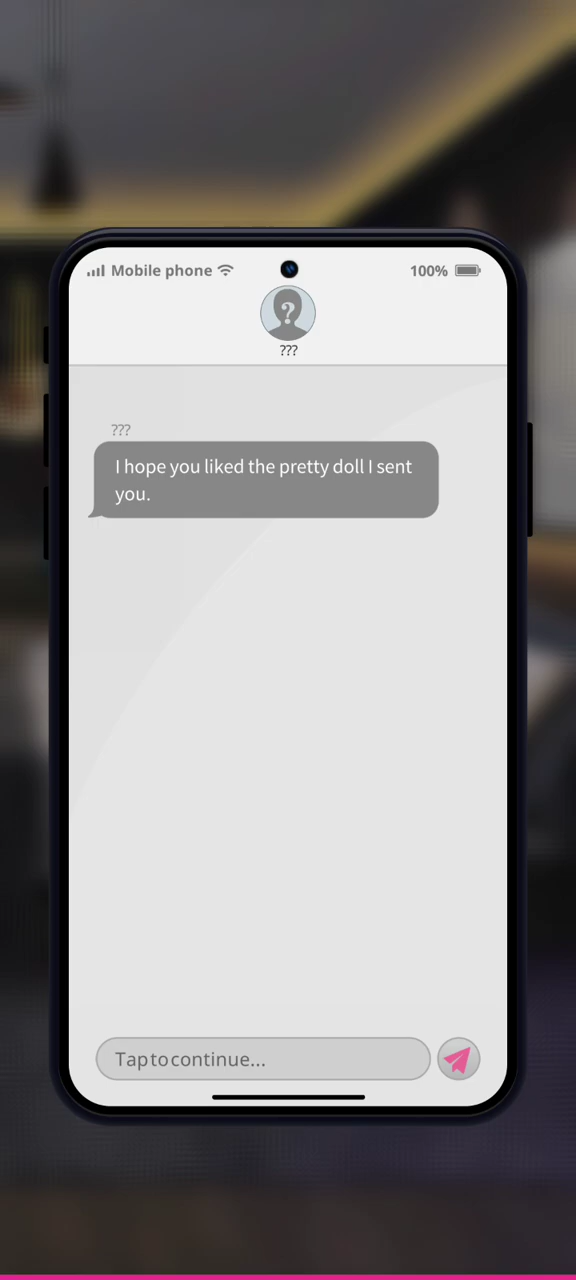 Mobile phone 100%
???
???
I hope you liked the pretty doll I sent
you.
Tap to continue...